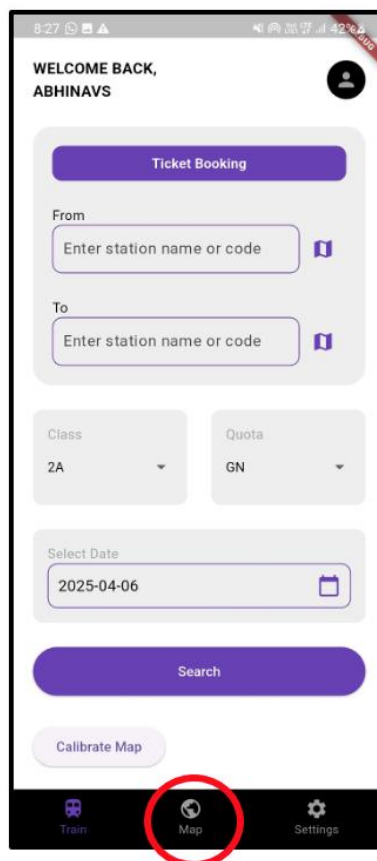 8:27
42%
DEBUG
WELCOME BACK,
ABHINAVS
Ticket Booking
From
Enter station name or code
To
Enter station name or code
Class
2A
Quota
GN
Select Date
2025-04-06
Search
Calibrate Map
Train
Map
Settings